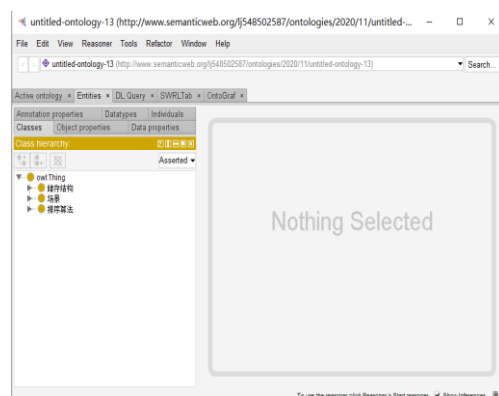 untitled-ontology-13 (http://www.semanticweb.org/lj548502587/ontologies/2020/11/untitled-...
File Edit View Reasoner Tools Refactor Window Help
untitled-ontology-13 (http://www.semanticweb.org/lj548502587/ontologies/2020/11/untitled-ontology-13)
Search...
Active ontology × Entities × DL Query × SWRLTab × OntoGraf ×
Annotation properties Datatypes Individuals
Classes Object properties Data properties
Class hierarchy:
Asserted
owl:Thing
储存结构
场景
排序算法
Nothing Selected
To use the reasoner click Reasoner > Start reasoner Show Inferences